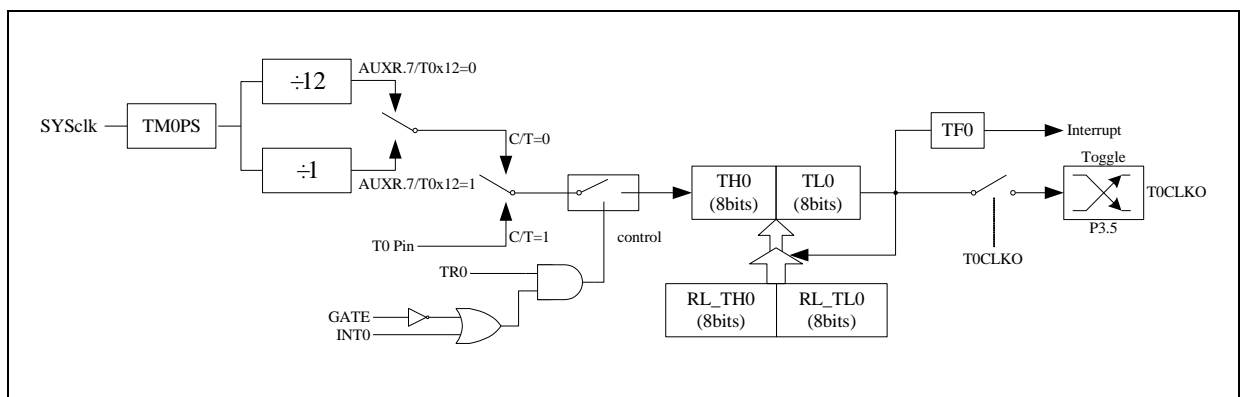 AUXR.7/T0x12=0
÷12
SYSclk
TM0PS
C/T=0
TF0
Interrupt
Toggle
÷1
AUXR.7/T0x12=1
TH0
(8bits)
TL0
(8bits)
T0CLKO
T0 Pin
C/T=1
control
P3.5
TR0
T0CLKO
RL_TH0
(8bits)
RL_TL0
(8bits)
GATE
INT0